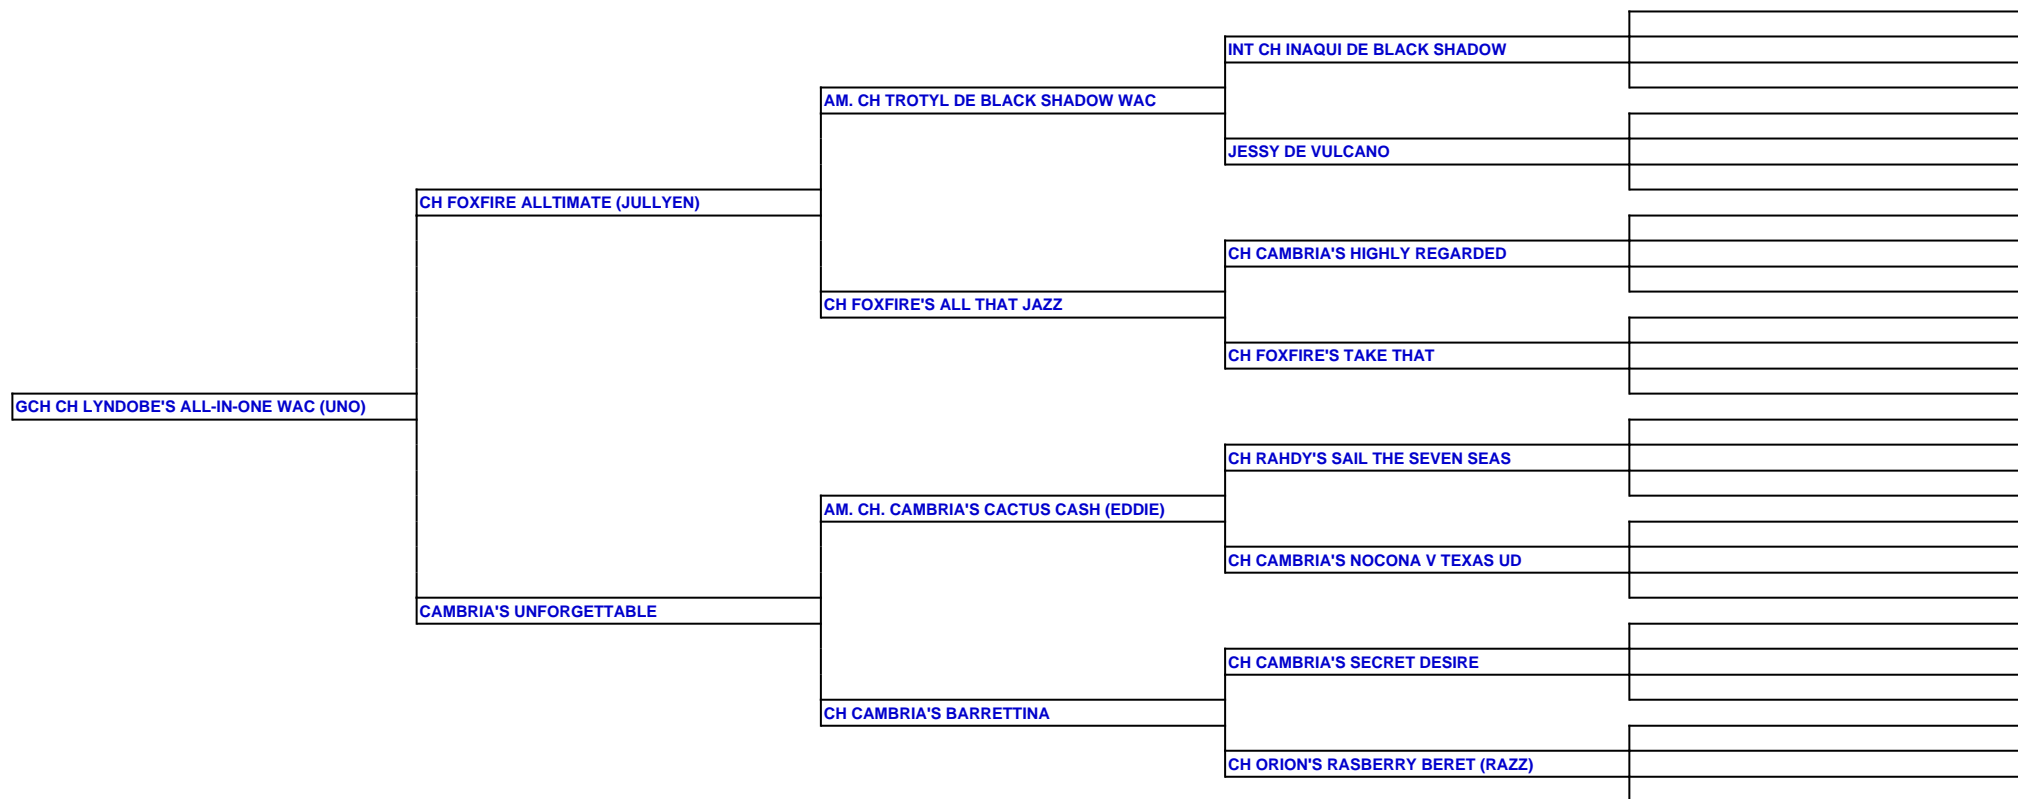 INT CH INAQUI DE BLACK SHADOW
AM. CH TROTYL DE BLACK SHADOW WAC
JESSY DE VULCANO
CH FOXFIRE ALLTIMATE (JULLYEN)
CH CAMBRIA'S HIGHLY REGARDED
CH FOXFIRE'S ALL THAT JAZZ
CH FOXFIRE'S TAKE THAT
GCH CH LYNDOBE'S ALL-IN-ONE WAC (UNO)
CH RAHDY'S SAIL THE SEVEN SEAS
AM. CH. CAMBRIA'S CACTUS CASH (EDDIE)
CH CAMBRIA'S NOCONA V TEXAS UD
CAMBRIA'S UNFORGETTABLE
CH CAMBRIA'S SECRET DESIRE
CH CAMBRIA'S BARRETTINA
CH ORION'S RASBERRY BERET (RAZZ)